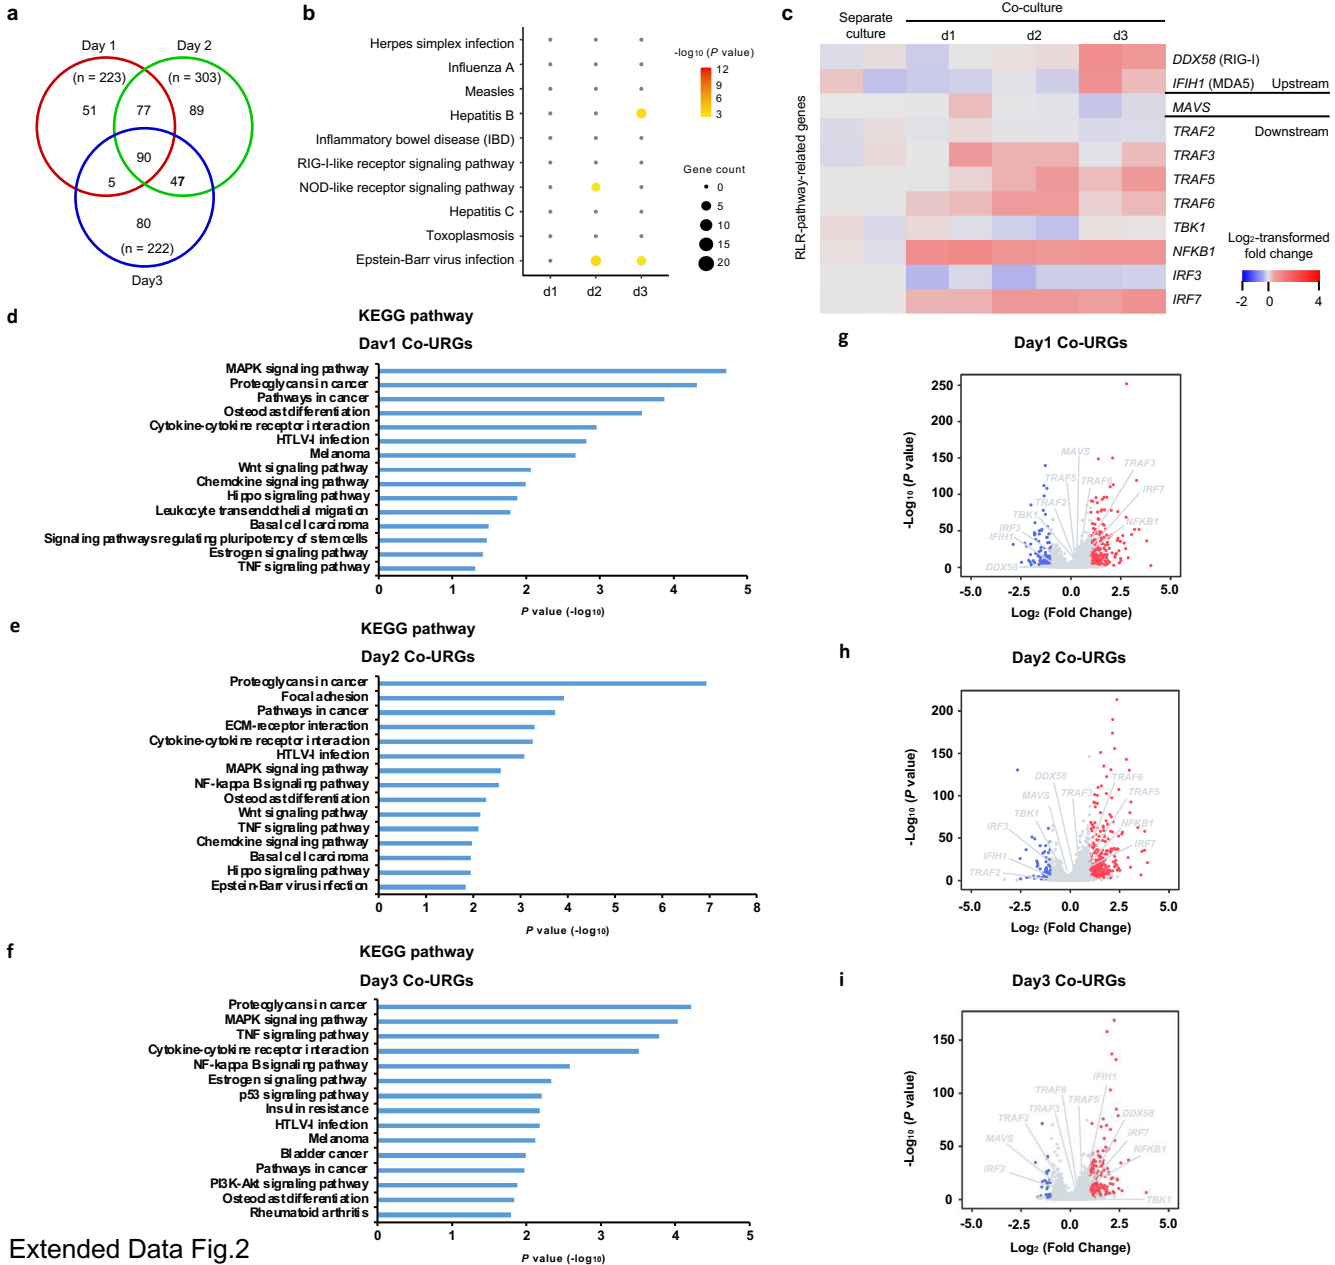 a
Day 1
Day 2
(n = 223)
(n = 303)
51
77
89
90
5
47
80
(n = 222)
Day3
b
Herpes simplex infection
Influenza A
Measles
Hepatitis B
Inflammatory bowel disease (IBD)
RIG-I-like receptor signaling pathway
NOD-like receptor signaling pathway
Hepatitis C
Toxoplasmosis
Epstein-Barr virus infection
d1 d2 d3
-log10 (P value)
12
9
6
3
Gene count
0
5
10
15
20
c
Separate culture
Co-culture
d1 d2 d3
RLR-pathway-related genes
DDX58 (RIG-I)
IFIH1 (MDA5) Upstream
MAVS
TRAF2 Downstream
TRAF3
TRAF5
TRAF6
TBK1
NFKB1
IRF3
IRF7
Log2-transformed
fold change
-2 0 4
d
KEGG pathway
Dav1 Co-URGs
MAPK signaling pathway
Proteoglycans in cancer
Pathways in cancer
Osteoclast differentiation
Cytokine-cytokine receptor interaction
HTLV-I infection
Melanoma
Wnt signaling pathway
Chemokine signaling pathway
Hippo signaling pathway
Leukocyte transendothelial migration
Basal cell carcinoma
Signaling pathways regulating pluripotency of stem cells
Estrogen signaling pathway
TNF signaling pathway
0 1 2 3 4 5
P value (-log10)
e
KEGG pathway
Day2 Co-URGs
Proteoglycans in cancer
Focal adhesion
Pathways in cancer
ECM-receptor interaction
Cytokine-cytokine receptor interaction
HTLV-I infection
MAPK signaling pathway
NF-kappa B signaling pathway
Osteoclast differentiation
Wnt signaling pathway
TNF signaling pathway
Chemokine signaling pathway
Basal cell carcinoma
Hippo signaling pathway
Epstein-Barr virus infection
0 1 2 3 4 5 6 7 8
P value (-log10)
f
KEGG pathway
Day3 Co-URGs
Proteoglycans in cancer
MAPK signaling pathway
TNF signaling pathway
Cytokine-cytokine receptor interaction
NF-kappa B signaling pathway
Estrogen signaling pathway
p53 signaling pathway
Insulin resistance
HTLV-I infection
Melanoma
Bladder cancer
Pathways in cancer
PI3K-Akt signaling pathway
Osteoclast differentiation
Rheumatoid arthritis
0 1 2 3 4 5
P value (-log10)
g
Day1 Co-URGs
-Log10 (P value)
250
200
150
100
50
0
MAVS
TRAF3
TRAF5
TRAF6
IRF7
TRAF2
TBK1
NFKB1
IRF3
IFIH1
DDX58
-5.0 -2.5 0.0 2.5 5.0
Log2 (Fold Change)
h
Day2 Co-URGs
-Log10 (P value)
200
150
100
50
0
DDX58
TRAF6
MAVS
TRAF3
TRAF5
TBK1
NFKB1
IRF3
IRF7
IFIH1
TRAF2
-5.0 -2.5 0.0 2.5 5.0
Log2 (Fold Change)
i
Day3 Co-URGs
-Log10 (P value)
150
100
50
0
IFIH1
TRAF6
TRAF5
TRAF3
TRAF2
DDX58
MAVS
IRF7
NFKB1
IRF3
TBK1
-5.0 -2.5 0.0 2.5 5.0
Log2 (Fold Change)
Extended Data Fig.2